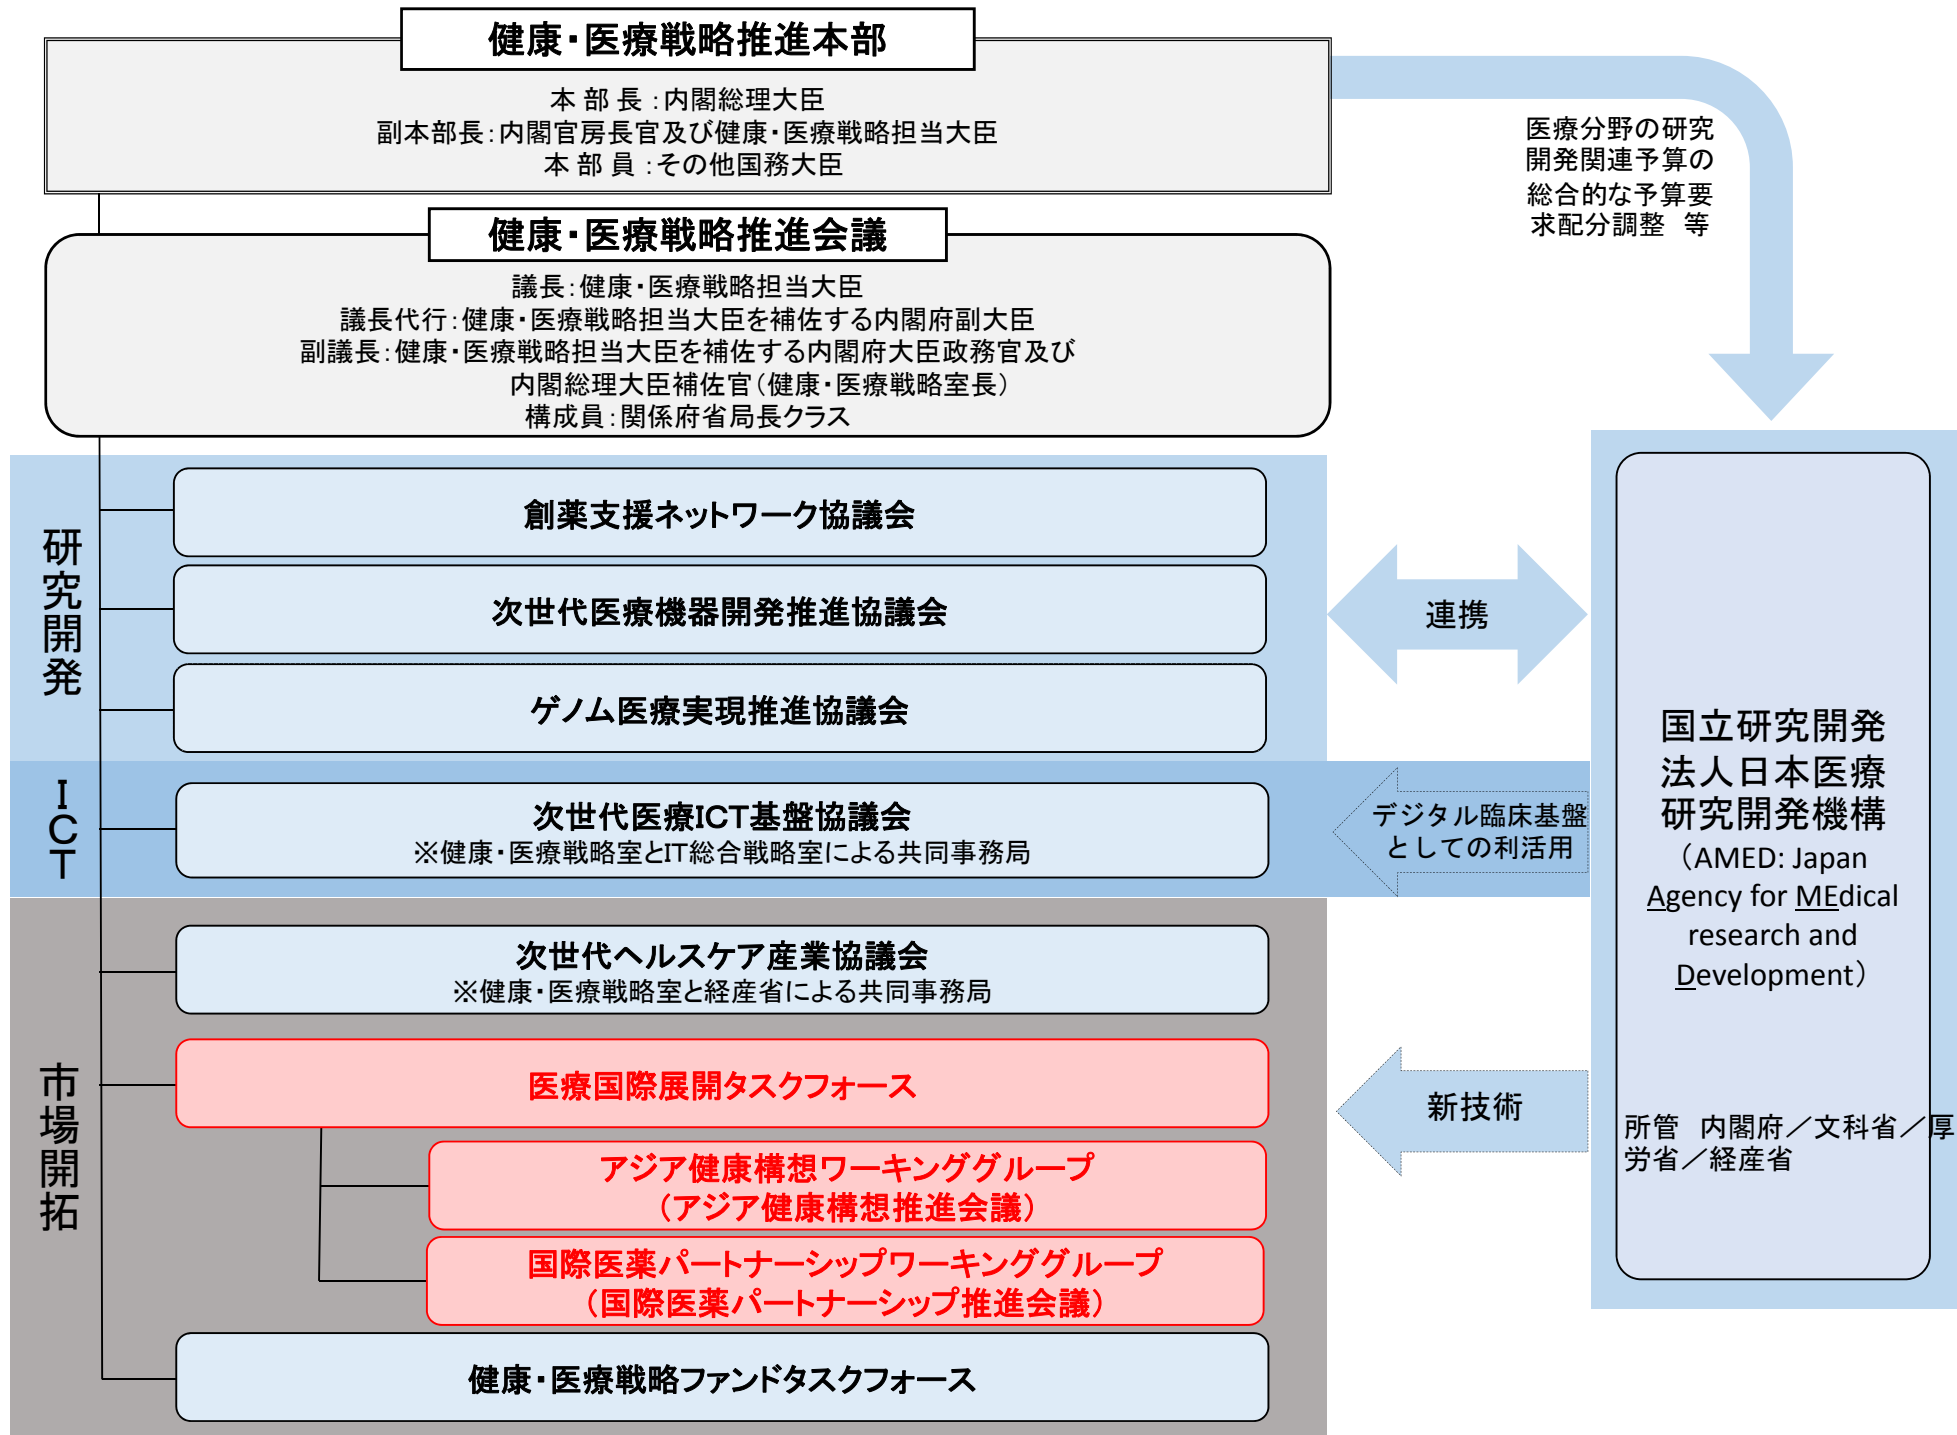 健康・医療戦略推進本部
本 部 長 ：内閣総理大臣
副本部長：内閣官房長官及び健康・医療戦略担当大臣
本 部 員 ：その他国務大臣
医療分野の研究
開発関連予算の
総合的な予算要
求配分調整　等
健康・医療戦略推進会議
議長：健康・医療戦略担当大臣
議長代行：健康・医療戦略担当大臣を補佐する内閣府副大臣
副議長：健康・医療戦略担当大臣を補佐する内閣府大臣政務官及び
内閣総理大臣補佐官（健康・医療戦略室長）
構成員：関係府省局長クラス
研究開発
創薬支援ネットワーク協議会
次世代医療機器開発推進協議会
ゲノム医療実現推進協議会
連携
ICT
次世代医療ICT基盤協議会
※健康・医療戦略室とIT総合戦略室による共同事務局
デジタル臨床基盤
としての利活用
市場開拓
次世代ヘルスケア産業協議会
※健康・医療戦略室と経産省による共同事務局
医療国際展開タスクフォース
アジア健康構想ワーキンググループ
（アジア健康構想推進会議）
国際医薬パートナーシップワーキンググループ
（国際医薬パートナーシップ推進会議）
健康・医療戦略ファンドタスクフォース
新技術
国立研究開発
法人日本医療
研究開発機構
（AMED: Japan
Agency for MEdical
research and
Development）
所管　内閣府／文科省／厚
労省／経産省